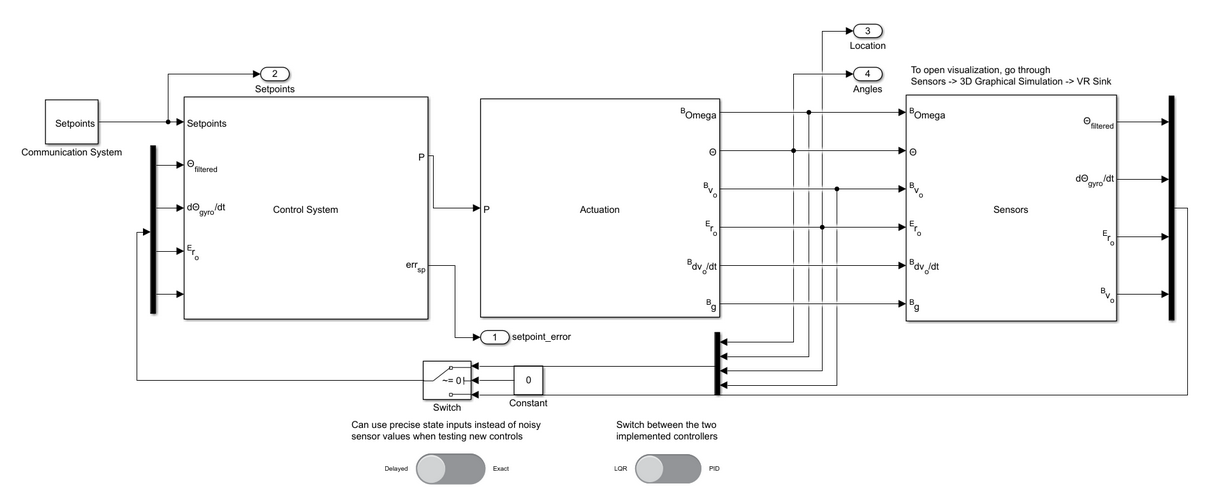 3
Location
2
Setpoints
4
Angles
To open visualization, go through
Sensors -> 3D Graphical Simulation -> VR Sink
Setpoints
Communication System
Setpoints
Θfiltered
dΘgyro/dt
Ero
Control System
P
errsp
P
Actuation
BOmega
Θ
Bvo
Ero
Bdvo/dt
Bg
BOmega
Θ
Bvo
Ero
Bdvo/dt
Bg
Sensors
Θfiltered
dΘgyro/dt
Ero
Bvo
1
setpoint_error
~= 0
Switch
0
Constant
Can use precise state inputs instead of noisy
sensor values when testing new controls
Delayed
Exact
Switch between the two
implemented controllers
LQR
PID